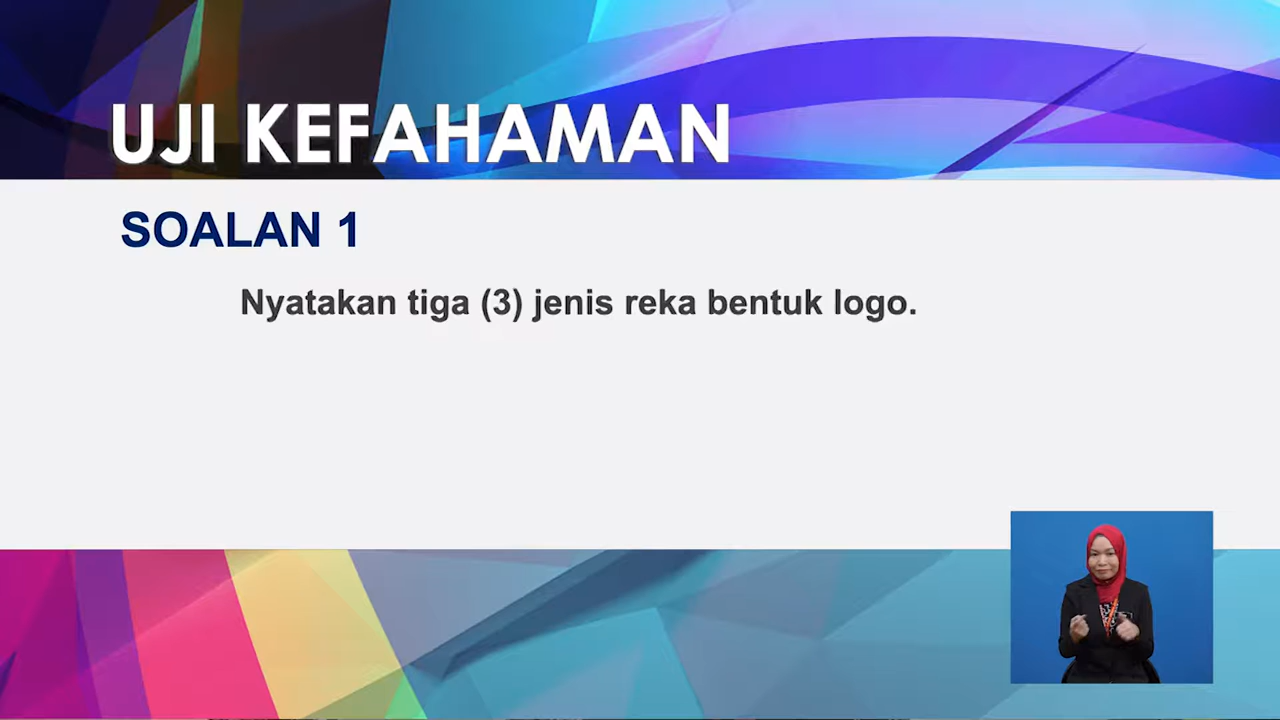 UJI KEFAHAMAN
SOALAN 1
Nyatakan tiga (3) jenis reka bentuk logo.